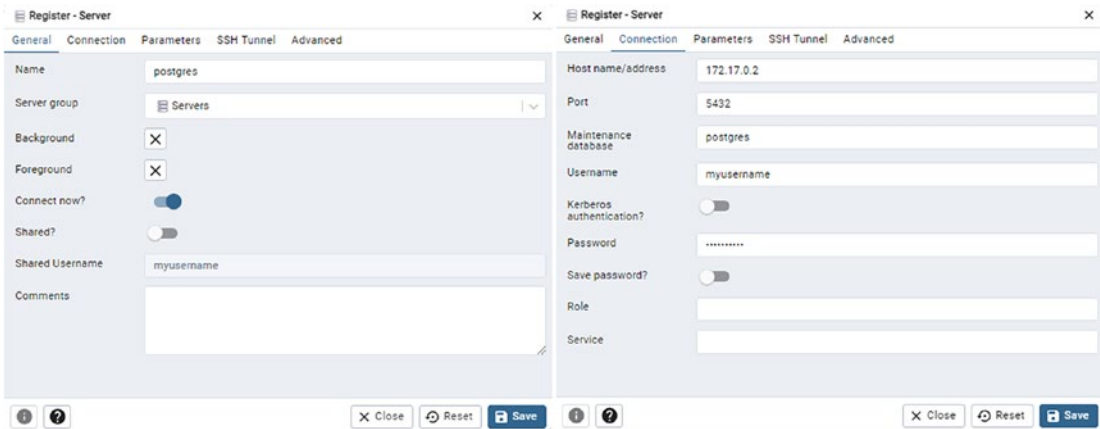 Register - Server
General Connection Parameters SSH Tunnel Advanced
Name postgres
Server group Servers
Background
Foreground
Connect now?
Shared?
Shared Username myusername
Comments
Close Reset Save
Register - Server
General Connection Parameters SSH Tunnel Advanced
Host name/address 172.17.0.2
Port 5432
Maintenance
database postgres
Username myusername
Kerberos
authentication?
Password ··········
Save password?
Role
Service
Close Reset Save